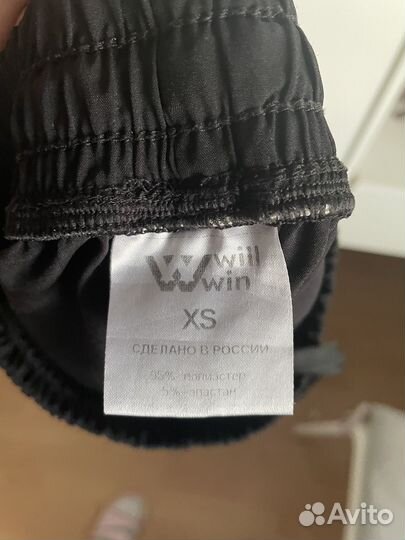 will
win
XS
СДЕЛАНО В РОССИИ
95% полиэстер
5% эластан
Avito